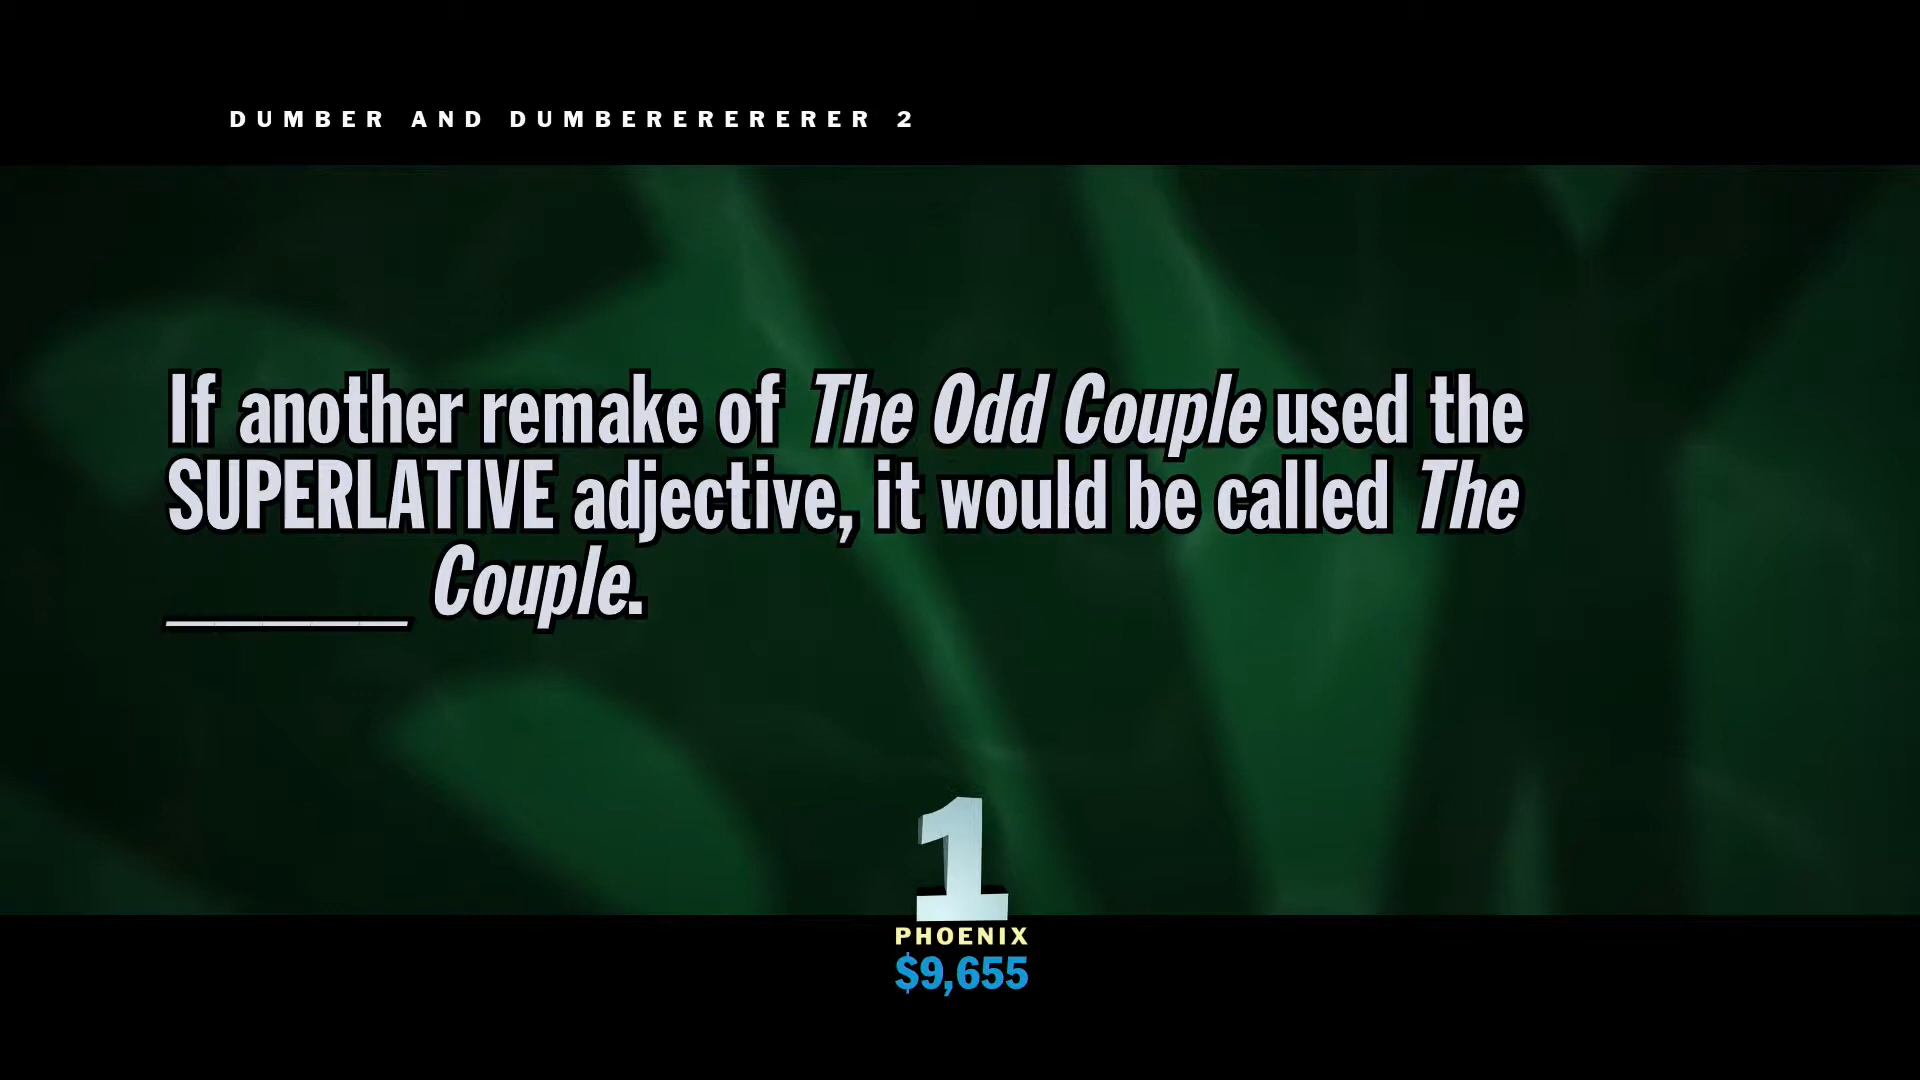 DUMBER AND DUMBERERERERER 2
If another remake of The Odd Couple used the
SUPERLATIVE adjective, it would be called The
_____ Couple.
1
PHOENIX
$9,655